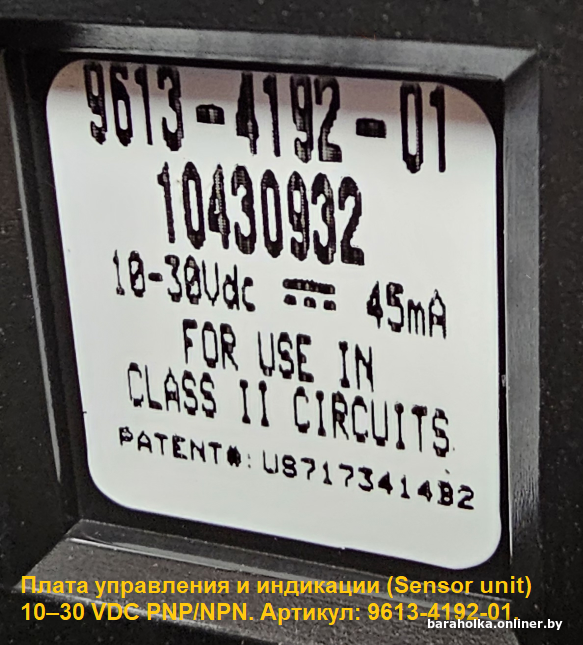 9613-4192-01
10430932
10-30Vdc ⎓ 45mA
FOR USE IN
CLASS II CIRCUITS
PATENT#: US7173414B2
Плата управления и индикации (Sensor unit)
10–30 VDC PNP/NPN. Артикул: 9613-4192-01
baraholka.onliner.by